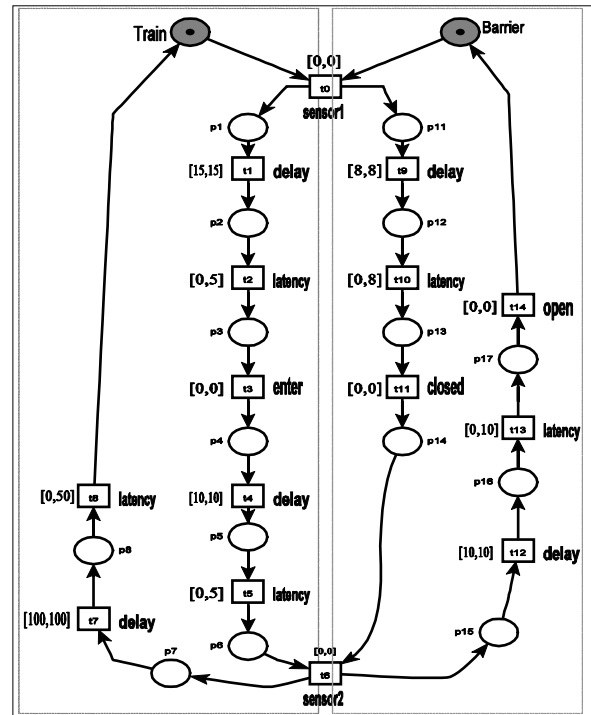 Train
Barrier
[0,0]
t0
sensor1
p1
p11
[15,15]
t1
delay
[8,8]
t9
delay
p2
p12
[0,5]
t2
latency
[0,8]
t10
latency
[0,0]
t14
open
p3
p13
p17
[0,0]
t3
enter
[0,0]
t11
closed
p4
p14
[0,10]
t13
latency
[0,50]
t8
latency
[10,10]
t4
delay
p16
p5
p8
[10,10]
t12
delay
[0,5]
t5
latency
[100,100]
t7
delay
p6
p15
p7
[0,0]
t6
sensor2